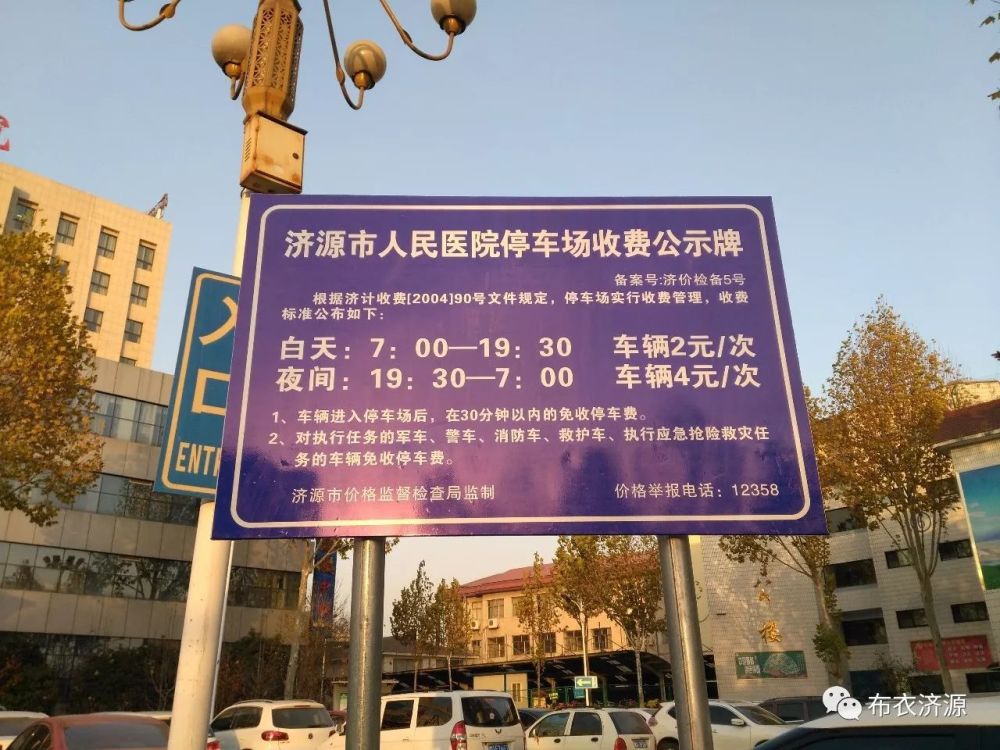 济源市人民医院停车场收费公示牌
备案号:济价检备5号
根据济计收费[2004]90号文件规定，停车场实行收费管理，收费
标准公布如下：
白天：7：00—19：30 车辆2元/次
夜间：19：30—7：00 车辆4元/次
1、车辆进入停车场后，在30分钟以内的免收停车费。
2、对执行任务的军车、警车、消防车、救护车、执行应急抢险救灾任
务的车辆免收停车费。
济源市价格监督检查局监制 价格举报电话：12358
入
口
ENT
楼
布衣济源